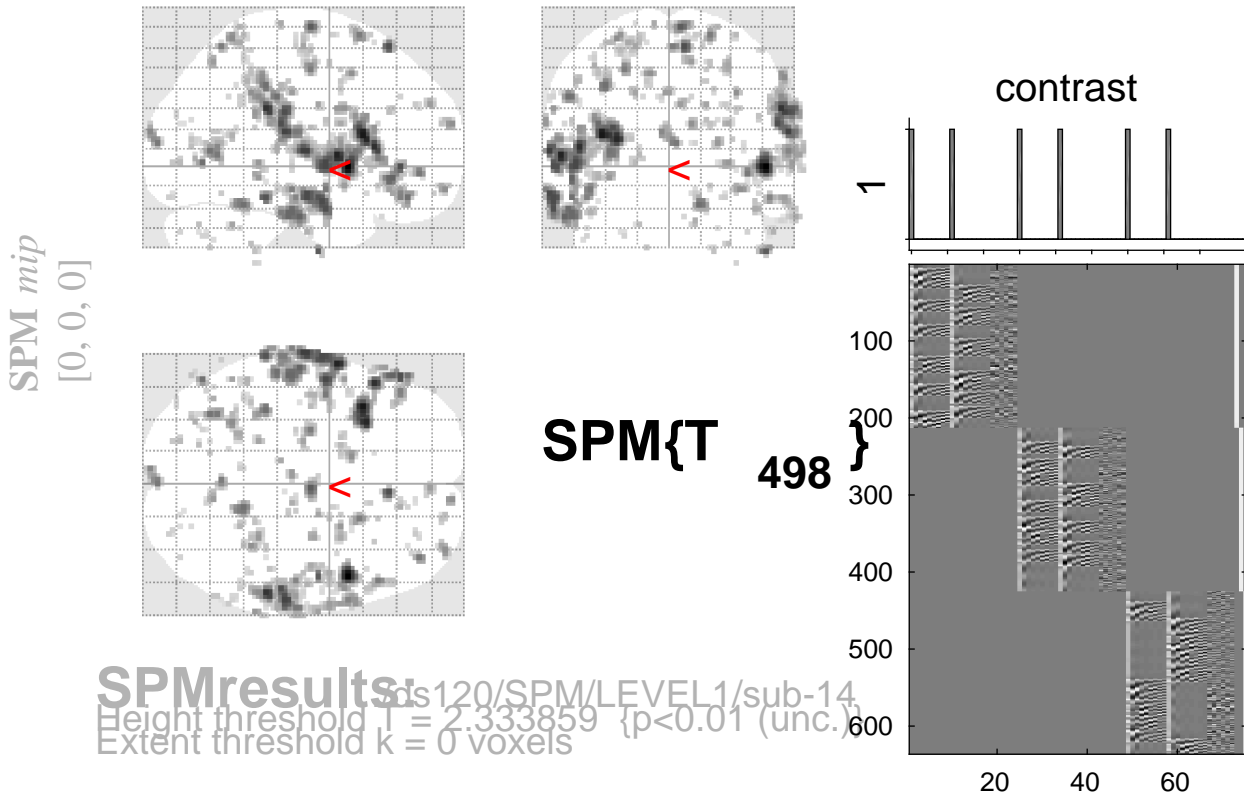 SPM mip
[0, 0, 0]
contrast
1
SPM{T 498 }
100
200
300
400
500
600
20 40 60
SPMresults: /ds120/SPM/LEVEL1/sub-14
Height threshold T = 2.333859 {p<0.01 (unc.)}
Extent threshold k = 0 voxels